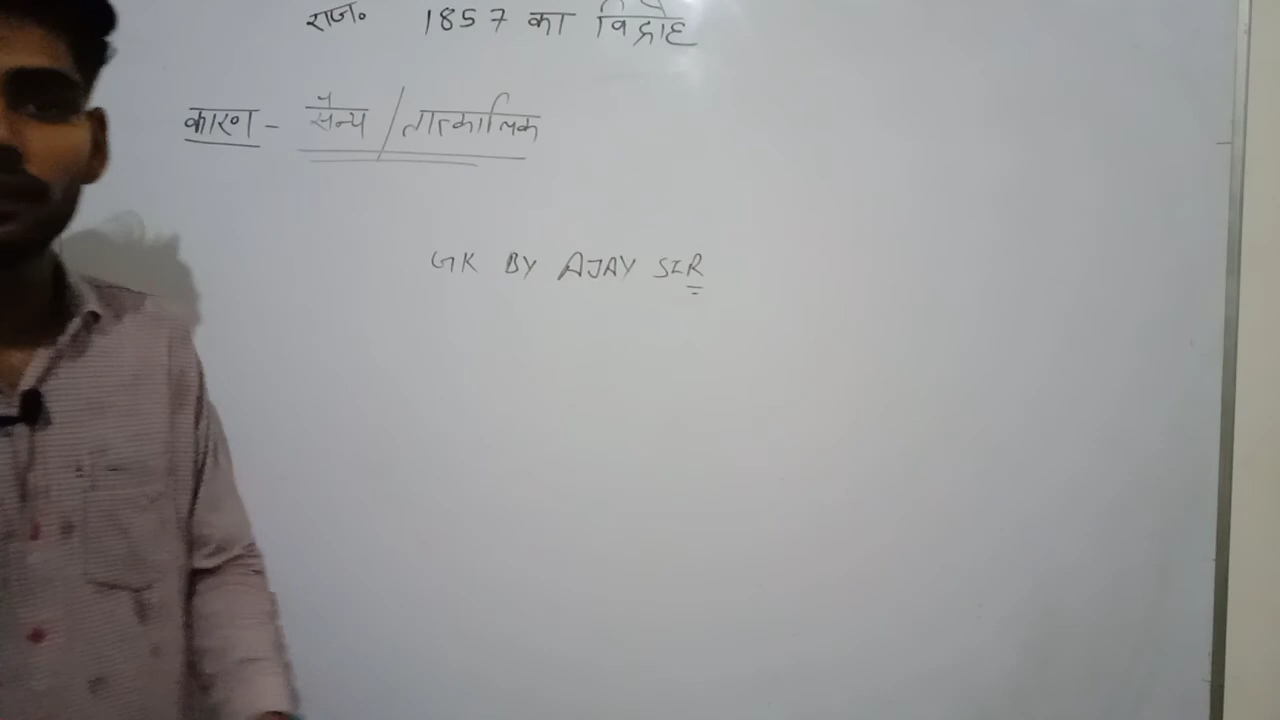 राज० 1857 का विद्रोह
कारण - सैन्य / तात्कालिक
GK BY AJAY SIR